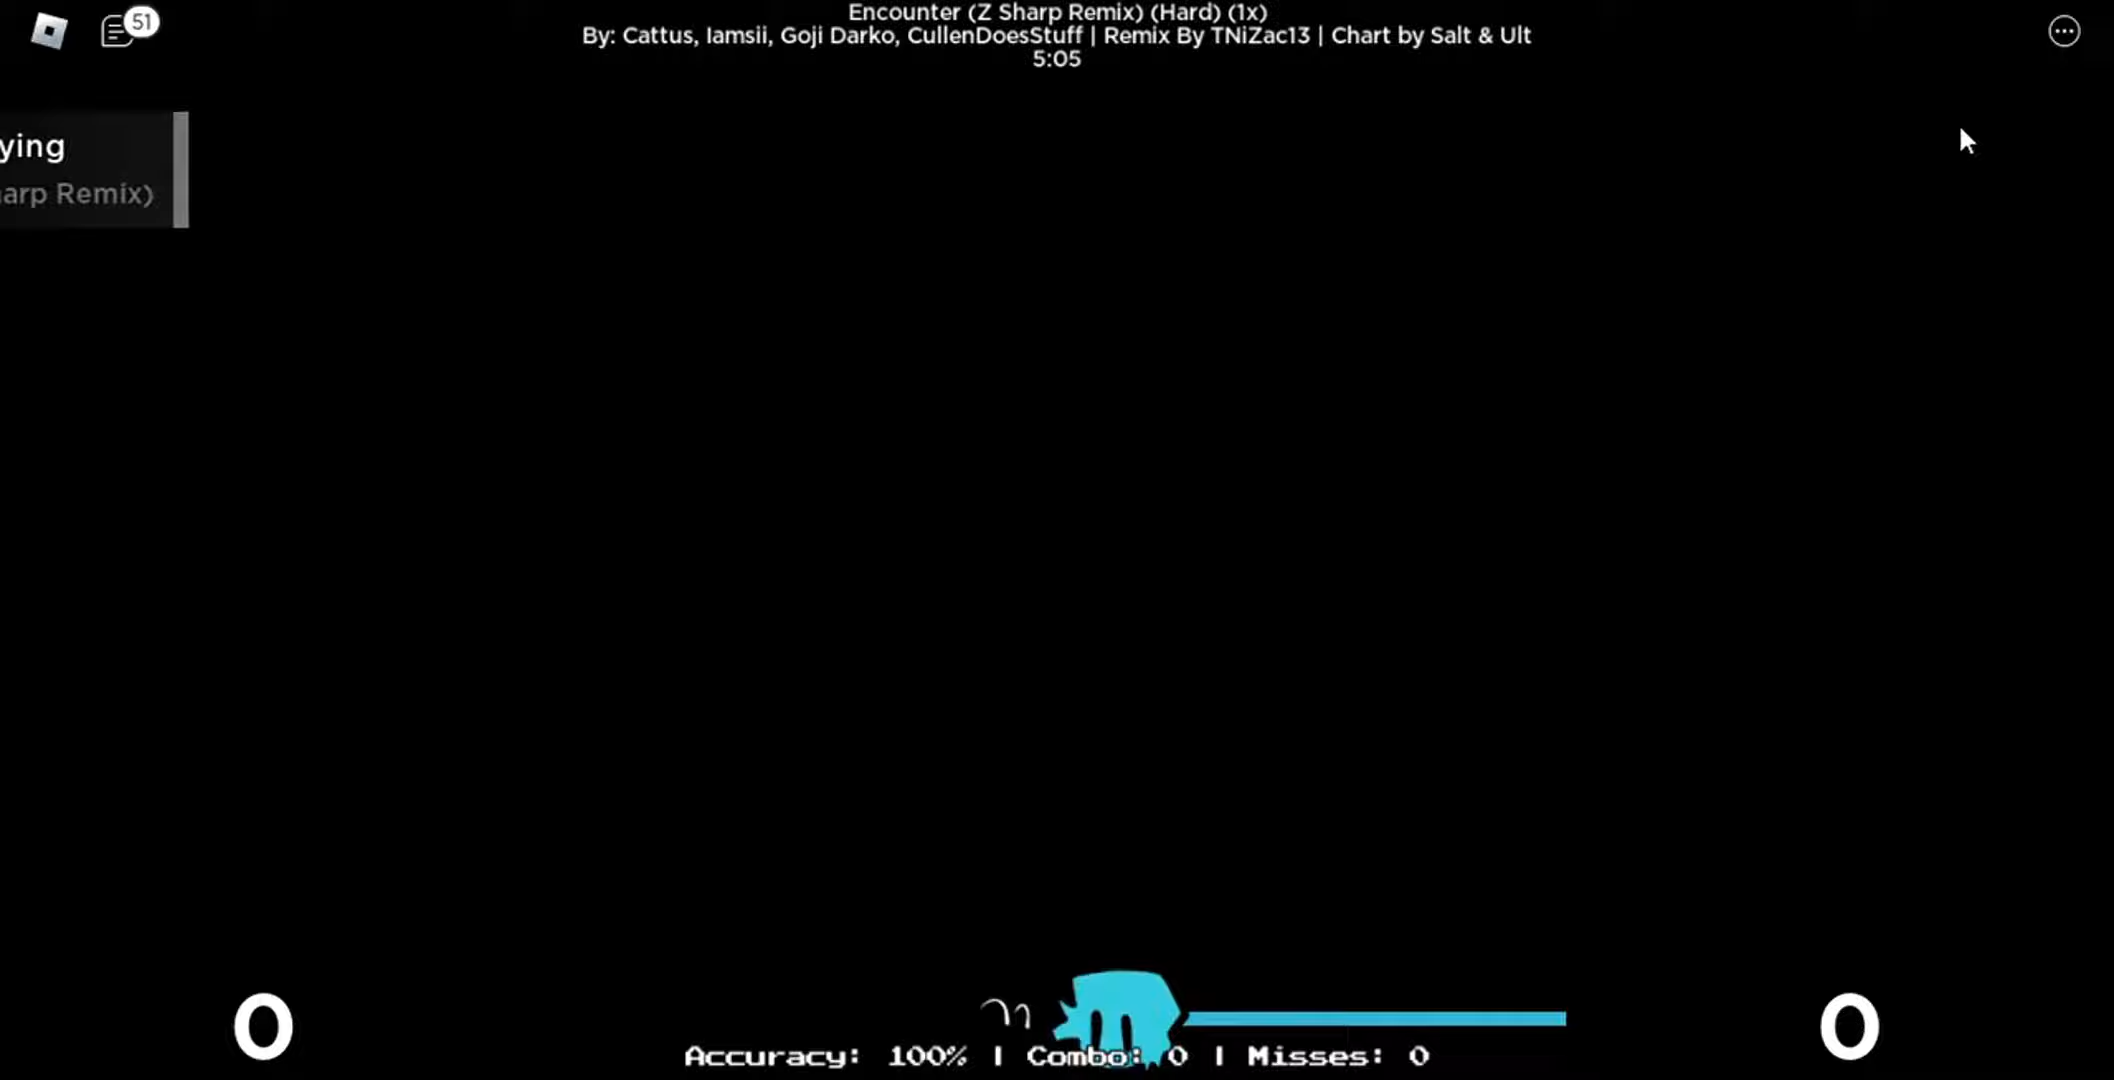 51
Encounter (Z Sharp Remix) (Hard) (1x)
By: Cattus, Iamsii, Goji Darko, CullenDoesStuff | Remix By TNiZac13 | Chart by Salt & Ult
5:05
ying
arp Remix)
0
0
Accuracy: 100% | Combo: 0 | Misses: 0